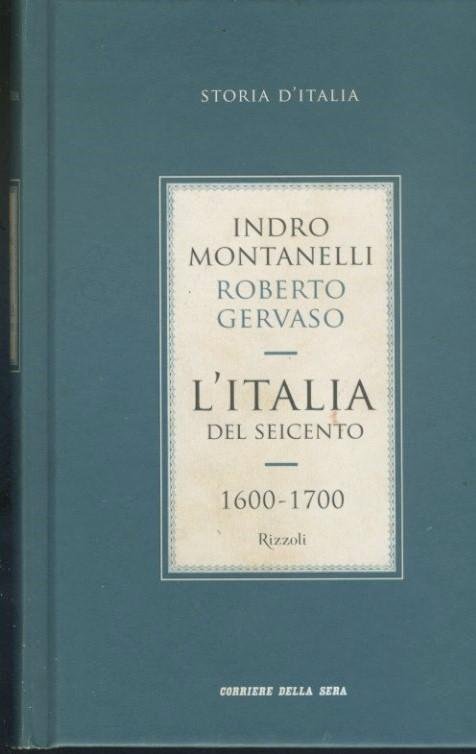 STORIA D'ITALIA
INDRO
MONTANELLI
ROBERTO
GERVASO
L'ITALIA
DEL SEICENTO
1600-1700
Rizzoli
CORRIERE DELLA SERA